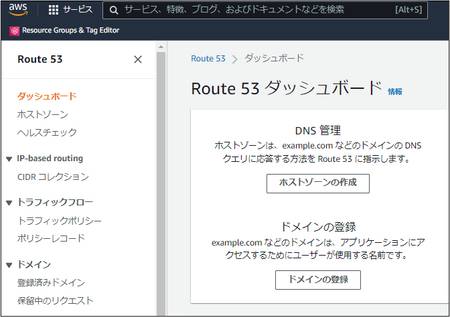 aws
サービス
サービス、特徴、ブログ、およびドキュメントなどを検索
[Alt+S]
Resource Groups & Tag Editor
Route 53
ダッシュボード
ホストゾーン
ヘルスチェック
IP-based routing
CIDR コレクション
トラフィックフロー
トラフィックポリシー
ポリシーレコード
ドメイン
登録済みドメイン
保留中のリクエスト
Route 53 > ダッシュボード
Route 53 ダッシュボード 情報
DNS 管理
ホストゾーンは、example.com などのドメインの DNS
クエリに応答する方法を Route 53 に指示します。
ホストゾーンの作成
ドメインの登録
example.com などのドメインは、アプリケーションにア
クセスするためにユーザーが使用する名前です。
ドメインの登録